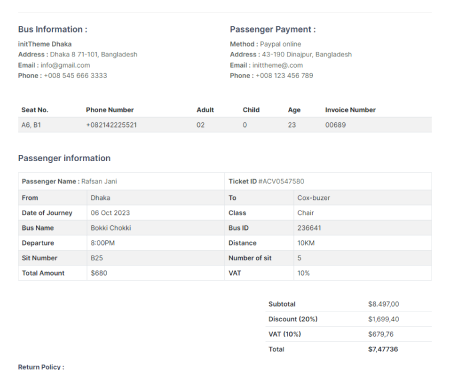 Bus Information : Passenger Payment :
initTheme Dhaka Method : Paypal online
Address : Dhaka 8 71-101, Bangladesh Address : 43-190 Dinajpur, Bangladesh
Email : info@gmail.com Email : inittheme@.com
Phone : +008 545 666 3333 Phone : +008 123 456 789
Seat No. Phone Number Adult Child Age Invoice Number
A6, B1 +082142225521 02 0 23 00689
Passenger information
Passenger Name : Rafsan Jani Ticket ID #ACV0547580
From Dhaka To Cox-buzer
Date of Journey 06 Oct 2023 Class Chair
Bus Name Bokki Chokki Bus ID 236641
Departure 8:00PM Distance 10KM
Sit Number B25 Number of sit 5
Total Amount $680 VAT 10%
Subtotal $8.497,00
Discount (20%) $1,699,40
VAT (10%) $679,76
Total $7,47736
Return Policy :